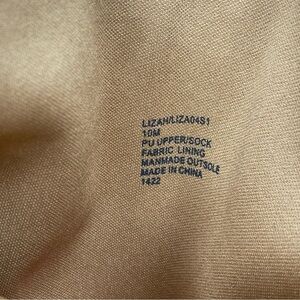 LIZAH/LIZA04S1
10M
PU UPPER/SOCK
FABRIC LINING
MANMADE OUTSOLE
MADE IN CHINA
1422